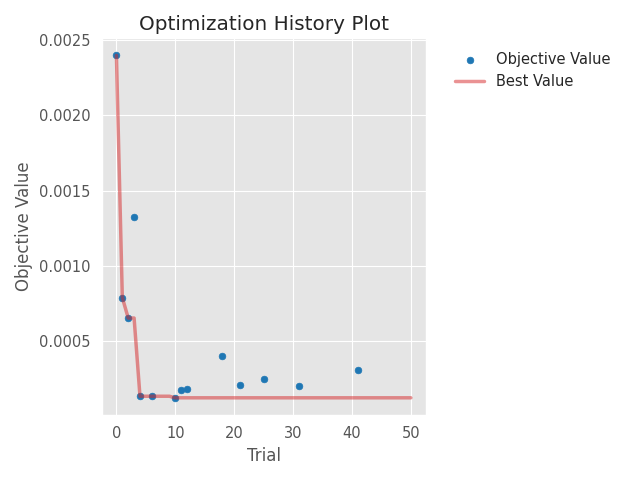 Optimization History Plot
Objective Value
Best Value
0.0025
0.0020
0.0015
0.0010
0.0005
Objective Value
0
10
20
30
40
50
Trial